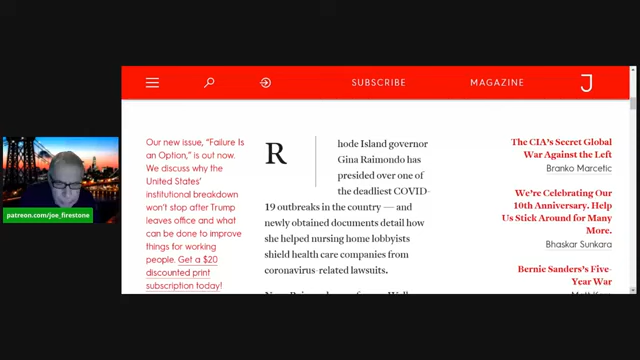 SUBSCRIBE
MAGAZINE
J
Our new issue, “Failure Is
an Option,” is out now.
We discuss why the
United States’
institutional breakdown
won’t stop after Trump
leaves office and what
can be done to improve
things for working
people. Get a $20
discounted print
subscription today!
R
hode Island governor
Gina Raimondo has
presided over one of
the deadliest COVID-
19 outbreaks in the country — and
newly obtained documents detail how
she helped nursing home lobbyists
shield health care companies from
coronavirus-related lawsuits.
The CIA’s Secret Global
War Against the Left
Branko Marcetic
We’re Celebrating Our
10th Anniversary. Help
Us Stick Around for Many
More.
Bhaskar Sunkara
Bernie Sanders’s Five-
Year War
patreon.com/joe_firestone